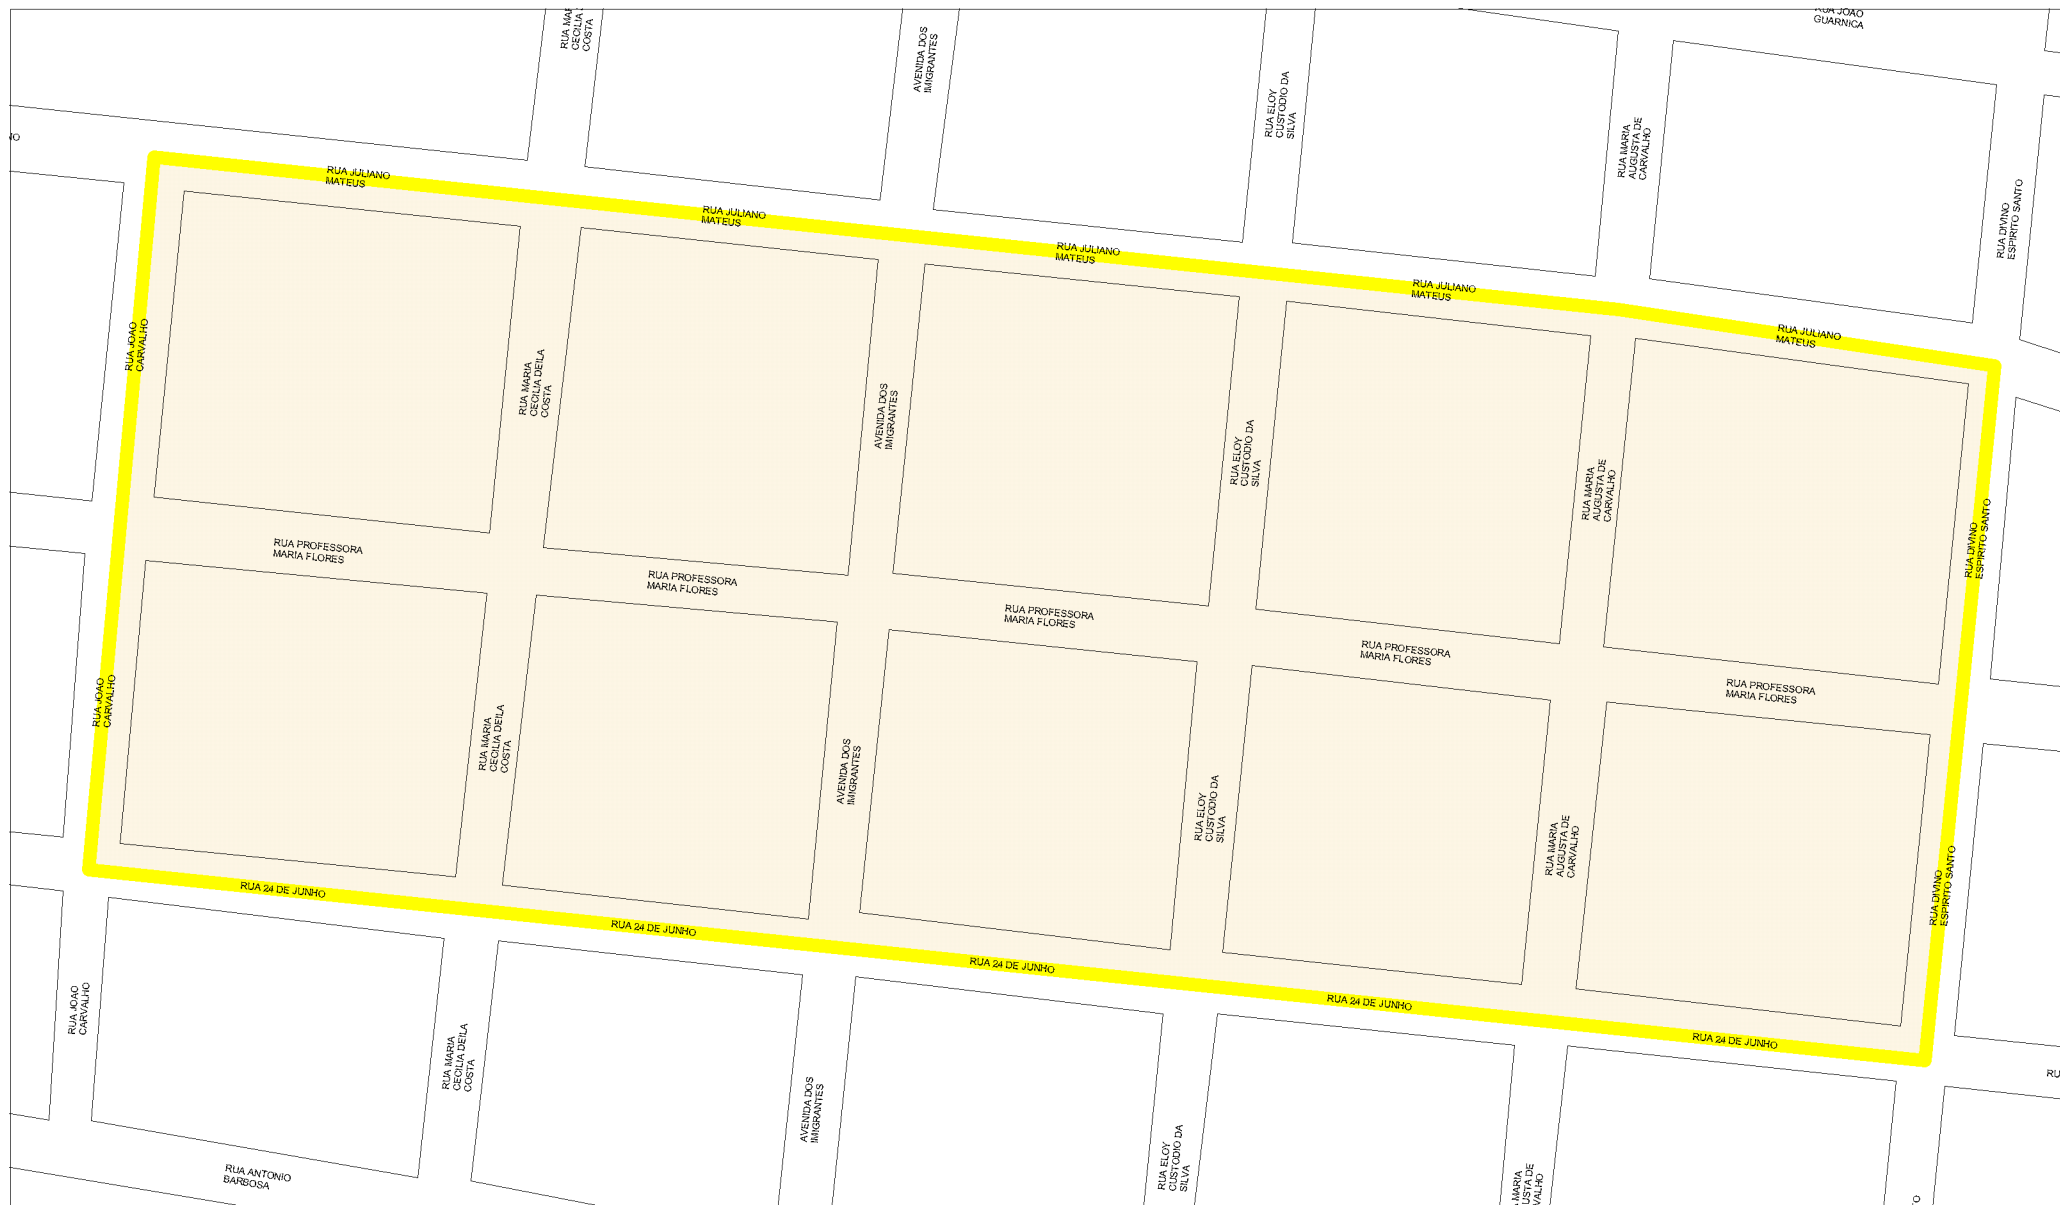 RUA JOAO
GUARNICA
CECILIA
COSTA
AVENIDA DOS
IMIGRANTES
RUA ELOY
CUSTODIO DA
SILVA
RUA MARIA
AUGUSTA DE
CARVALHO
RUA DIVINO
ESPIRITO SANTO
RUA JULIANO
MATEUS
RUA JULIANO
MATEUS
RUA JULIANO
MATEUS
RUA JULIANO
MATEUS
RUA JULIANO
MATEUS
RUA JOAO
CARVALHO
RUA MARIA
CECILIA DEILA
COSTA
AVENIDA DOS
IMIGRANTES
RUA ELOY
CUSTODIO DA
SILVA
RUA MARIA
AUGUSTA DE
CARVALHO
RUA DIVINO
ESPIRITO SANTO
RUA PROFESSORA
MARIA FLORES
RUA PROFESSORA
MARIA FLORES
RUA PROFESSORA
MARIA FLORES
RUA PROFESSORA
MARIA FLORES
RUA PROFESSORA
MARIA FLORES
RUA JOAO
CARVALHO
RUA MARIA
CECILIA DEILA
COSTA
AVENIDA DOS
IMIGRANTES
RUA ELOY
CUSTODIO DA
SILVA
RUA MARIA
AUGUSTA DE
CARVALHO
RUA DIVINO
ESPIRITO SANTO
RUA 24 DE JUNHO
RUA 24 DE JUNHO
RUA 24 DE JUNHO
RUA 24 DE JUNHO
RUA 24 DE JUNHO
RUA JOAO
CARVALHO
RUA MARIA
CECILIA DEILA
COSTA
AVENIDA DOS
IMIGRANTES
RUA ELOY
CUSTODIO DA
SILVA
MARIA
USTA DE
VALHO
RU
RUA ANTONIO
BARBOSA